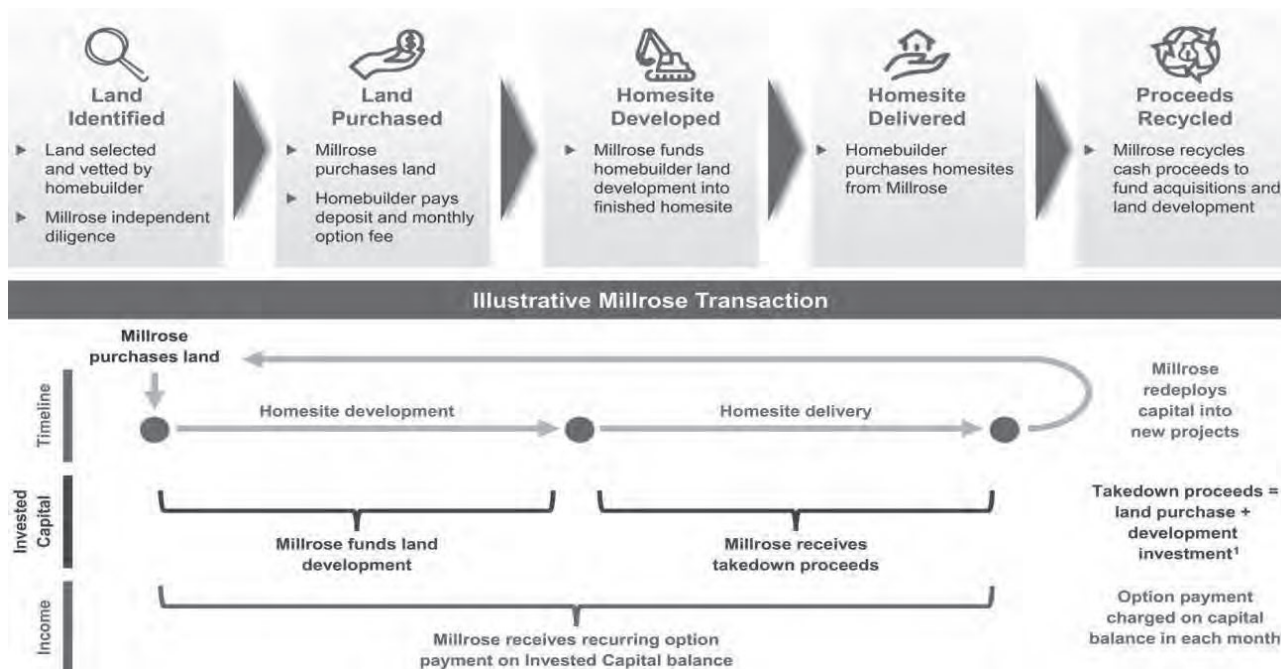 Land
Identified
► Land selected
and vetted by
homebuilder
► Millrose independent
diligence
Land
Purchased
► Millrose
purchases land
► Homebuilder pays
deposit and monthly
option fee
Homesite
Developed
► Millrose funds
homebuilder land
development into
finished homesite
Homesite
Delivered
► Homebuilder
purchases homesites
from Millrose
Proceeds
Recycled
► Millrose recycles
cash proceeds to
fund acquisitions and
land development
Illustrative Millrose Transaction
Timeline
Millrose
purchases land
Homesite development
Homesite delivery
Millrose
redeploys
capital into
new projects
Invested
Capital
Millrose funds land
development
Millrose receives
takedown proceeds
Takedown proceeds =
land purchase +
development
investment¹
Income
Millrose receives recurring option
payment on Invested Capital balance
Option payment
charged on capital
balance in each month